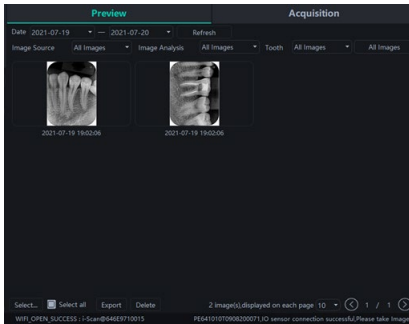 Preview Acquisition
Date 2021-07-19 — 2021-07-20 Refresh
Image Source All Images Image Analysis All Images Tooth All Images All Images
2021-07-19 19:02:06 2021-07-19 19:02:06
Select... Select all Export Delete 2 image(s),displayed on each page 10 1 / 1
WIFI_OPEN_SUCCESS : i-Scan@646E9710015 PE641010T0908200071,IO sensor connection successful,Please take Image